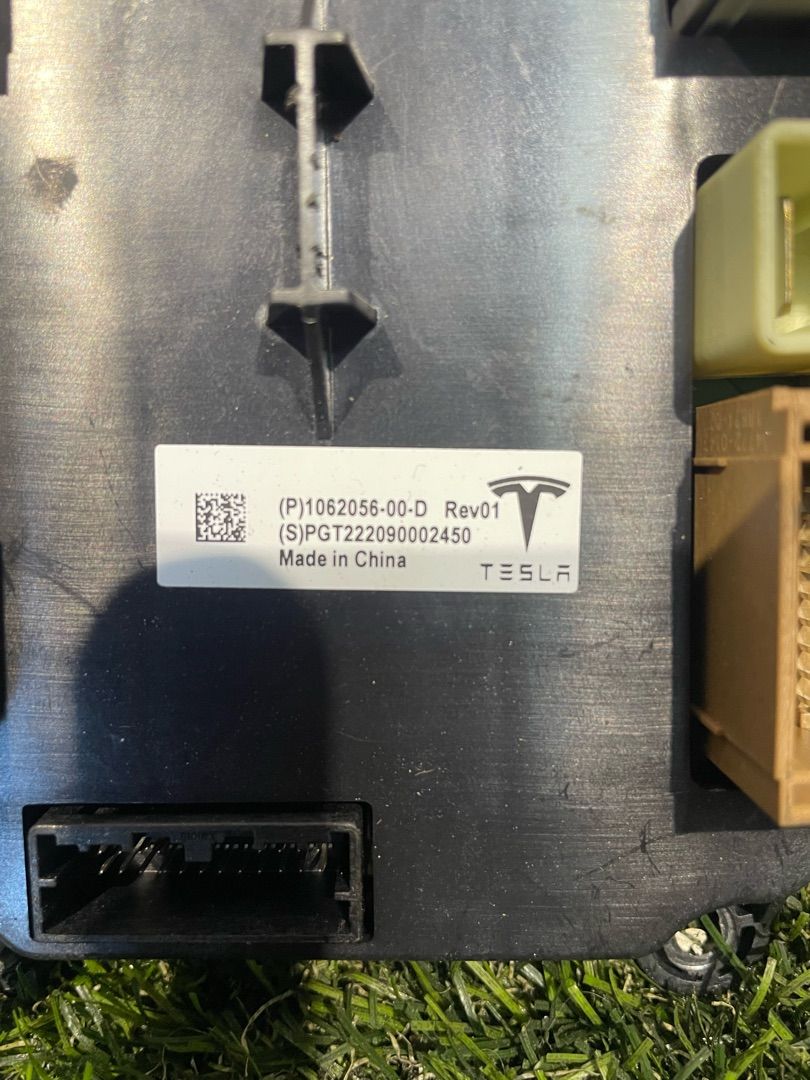 (P)1062056-00-D Rev01
(S)PGT222090002450
Made in China
TESLA